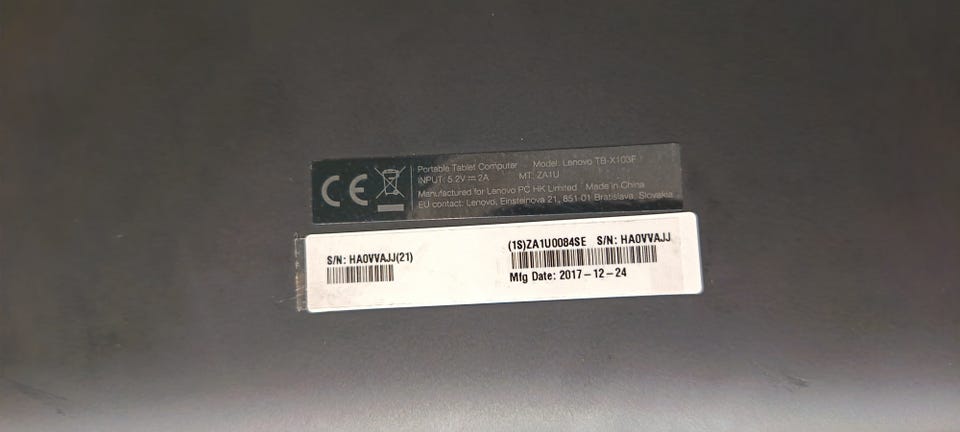 CE Portable Tablet Computer Model: Lenovo TB-X103F
INPUT: 5.2V⎓2A MT: ZA1U
Manufactured for Lenovo PC HK Limited Made in China
EU contact: Lenovo, Einsteinova 21, 851 01 Bratislava, Slovakia
S/N: HA0VVAJJ(21)
(1S)ZA1U0084SE S/N: HA0VVAJJ
Mfg Date: 2017-12-24